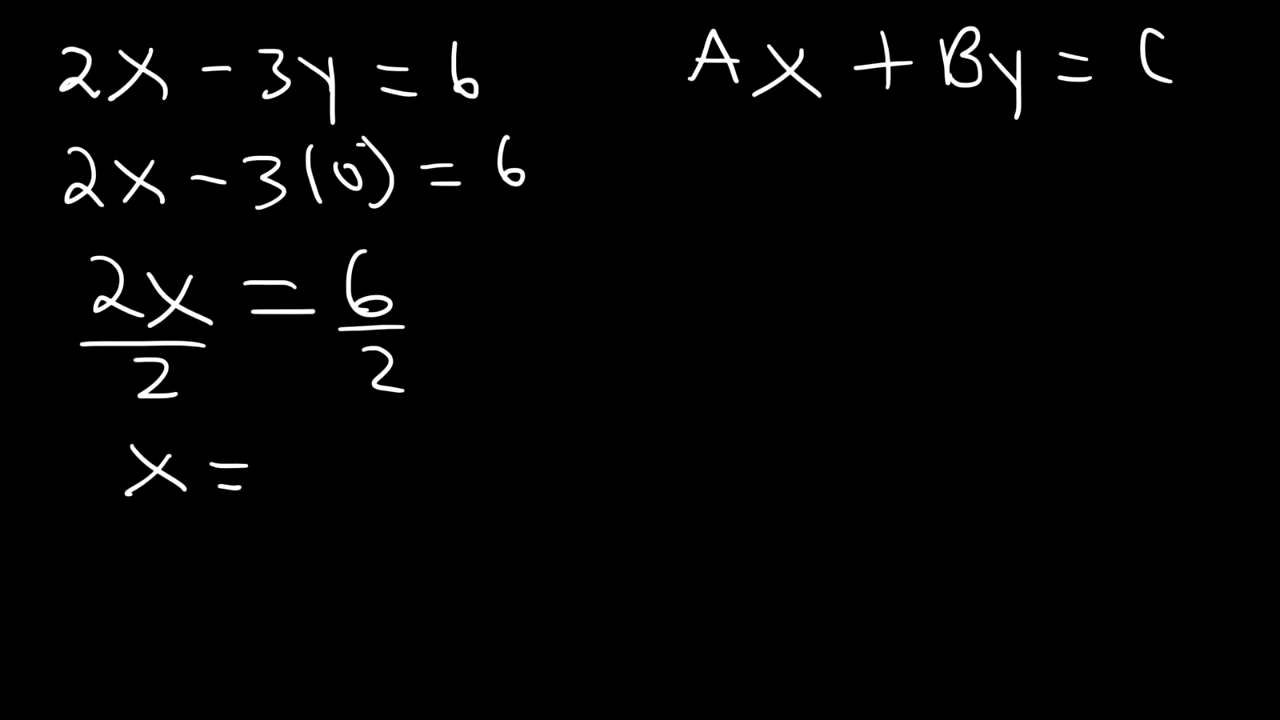 2x - 3y = 6
2x - 3(0) = 6
2x/2 = 6/2
x =
Ax + By = C